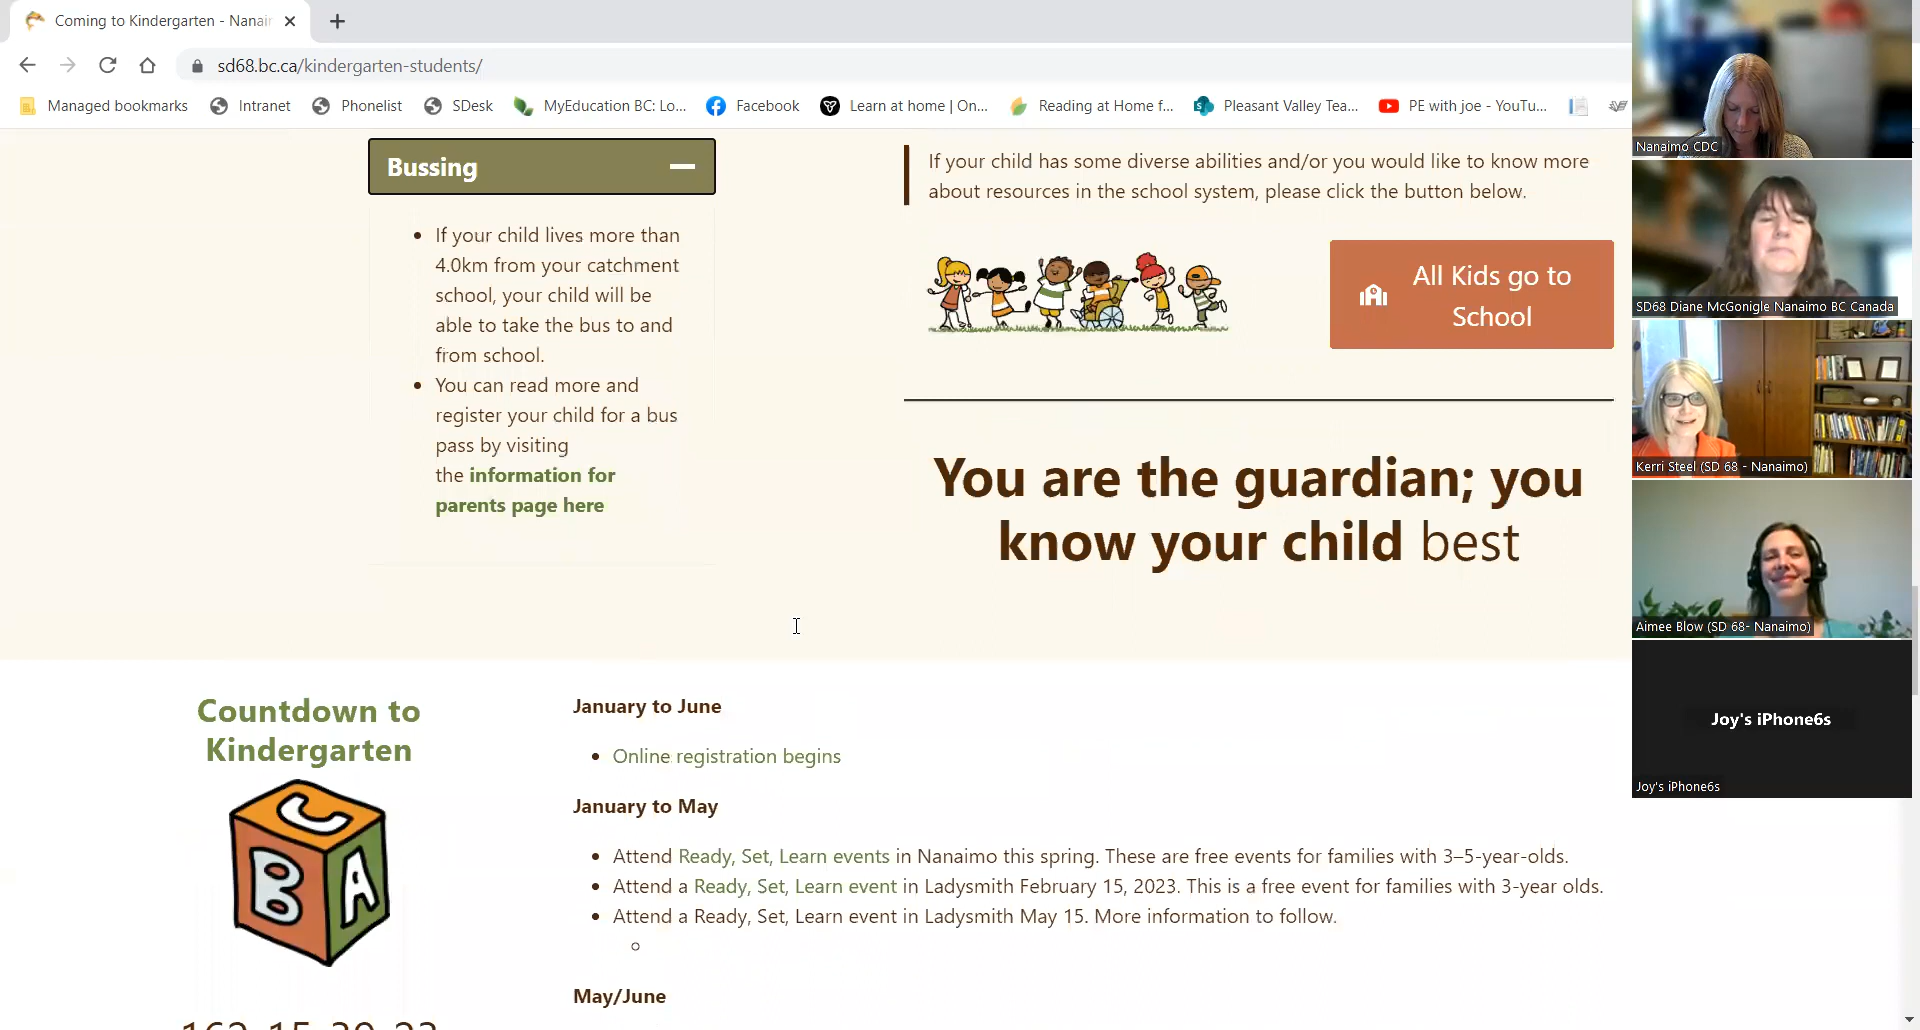 Coming to Kindergarten - Nanai
sd68.bc.ca/kindergarten-students/
Managed bookmarks
Intranet
Phonelist
SDesk
MyEducation BC: Lo...
Facebook
Learn at home | On...
Reading at Home f...
Pleasant Valley Tea...
PE with joe - YouTu...
Bussing
If your child lives more than
4.0km from your catchment
school, your child will be
able to take the bus to and
from school.
You can read more and
register your child for a bus
pass by visiting
the information for
parents page here
If your child has some diverse abilities and/or you would like to know more
about resources in the school system, please click the button below.
All Kids go to
School
You are the guardian; you
know your child best
Countdown to
Kindergarten
C
B A
January to June
Online registration begins
January to May
Attend Ready, Set, Learn events in Nanaimo this spring. These are free events for families with 3–5-year-olds.
Attend a Ready, Set, Learn event in Ladysmith February 15, 2023. This is a free event for families with 3-year olds.
Attend a Ready, Set, Learn event in Ladysmith May 15. More information to follow.
May/June
Nanaimo CDC
SD68 Diane McGonigle Nanaimo BC Canada
Kerri Steel (SD 68 - Nanaimo)
Aimee Blow (SD 68- Nanaimo)
Joy's iPhone6s
Joy's iPhone6s